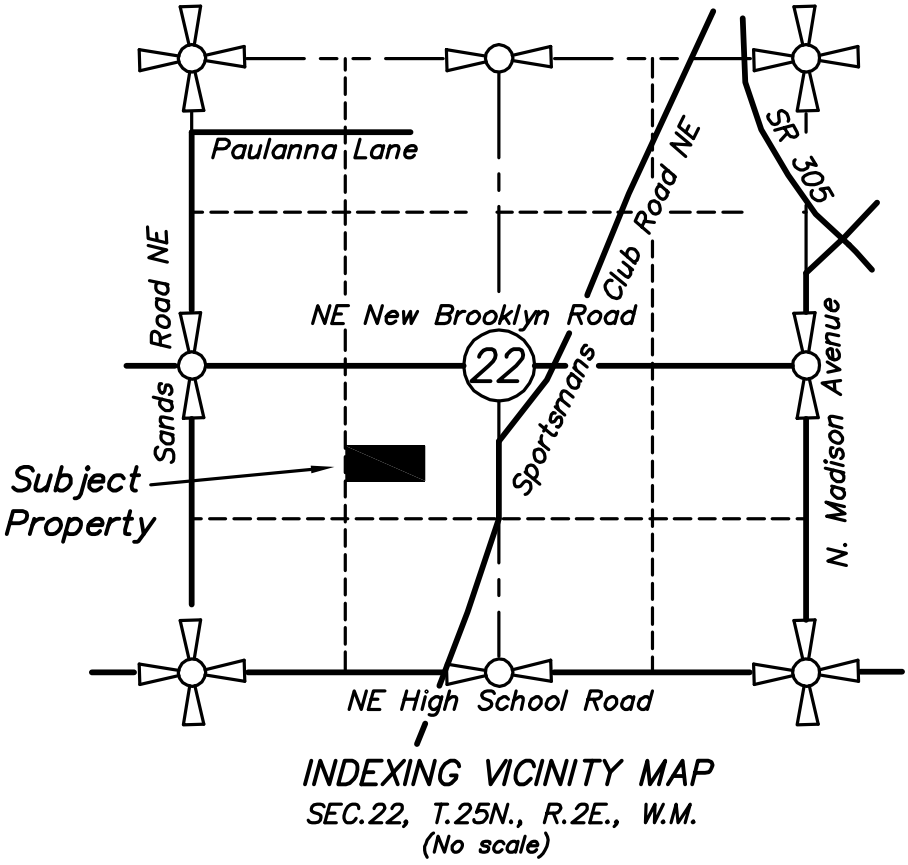 Paulanna Lane
SR 305
Sportsmans Club Road NE
Sands Road NE
NE New Brooklyn Road
22
N. Madison Avenue
Subject
Property
NE High School Road
INDEXING VICINITY MAP
SEC.22, T.25N., R.2E., W.M.
(No scale)